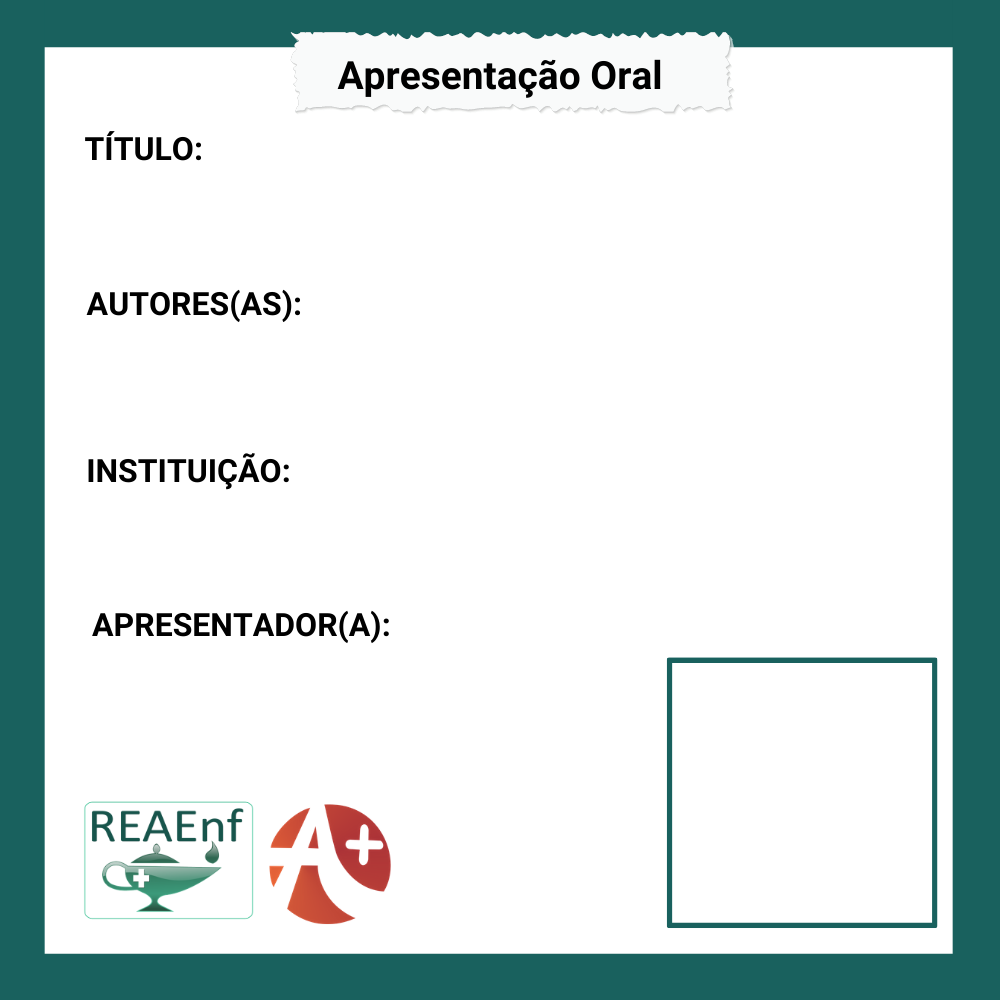 Apresentação Oral
TÍTULO:
AUTORES(AS):
INSTITUIÇÃO:
APRESENTADOR(A):
REAEnf
A+